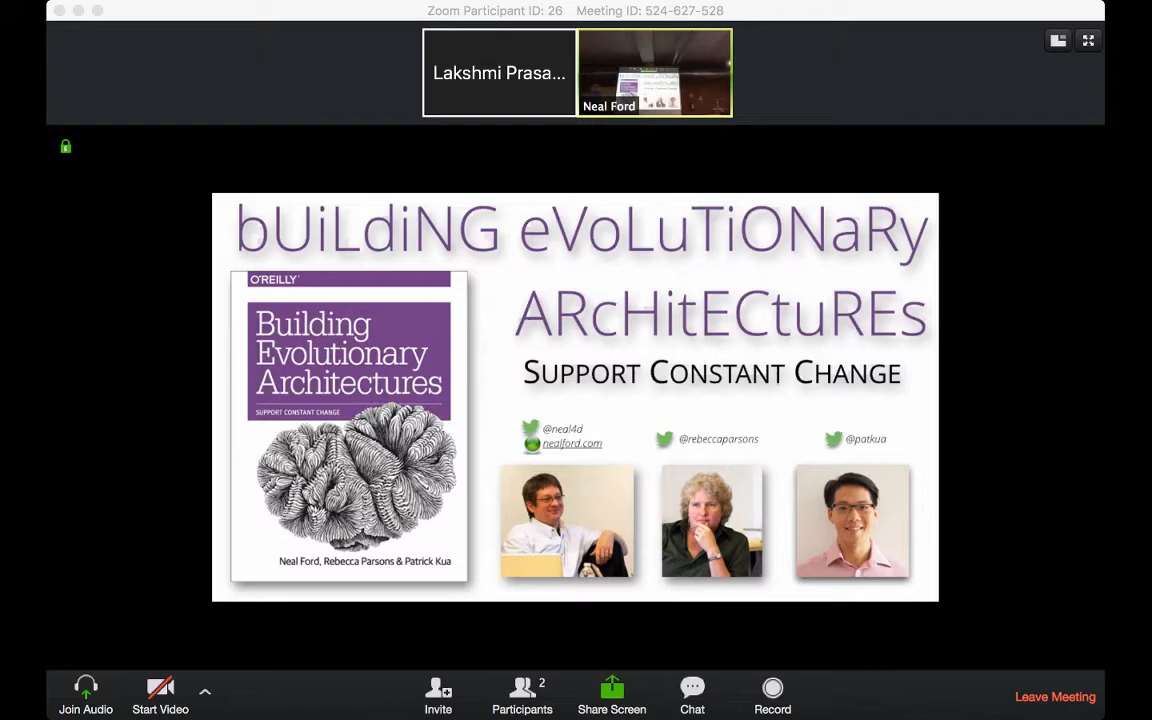 Zoom Participant ID: 26 Meeting ID: 524-627-528
Lakshmi Prasa...
Neal Ford
bUiLdiNG eVoLuTiONaRy
ARcHitECtuREs
SUPPORT CONSTANT CHANGE
O'REILLY
Building
Evolutionary
Architectures
SUPPORT CONSTANT CHANGE
Neal Ford, Rebecca Parsons & Patrick Kua
@neal4d
nealford.com
@rebeccaparsons
@patkua
Join Audio
Start Video
Invite
2
Participants
Share Screen
Chat
Record
Leave Meeting